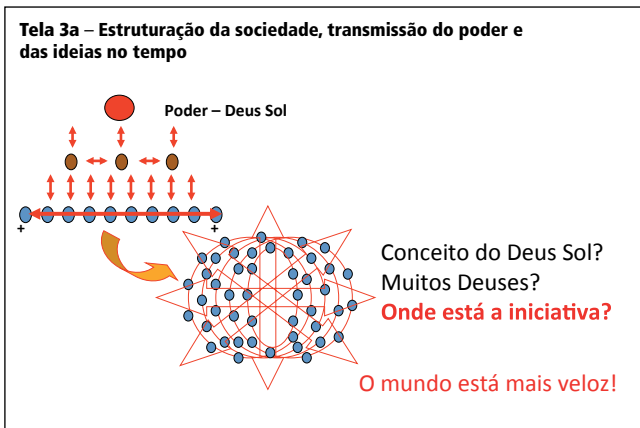 Tela 3a – Estruturação da sociedade, transmissão do poder e
das ideias no tempo
Poder – Deus Sol
+ +
Conceito do Deus Sol?
Muitos Deuses?
Onde está a iniciativa?
O mundo está mais veloz!